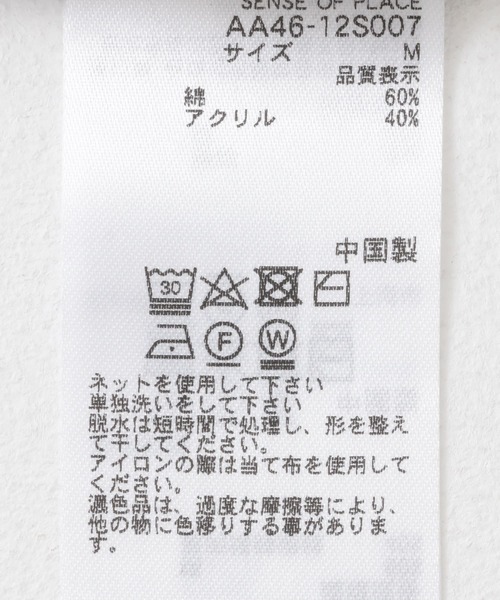 SENSE OF PLACE
AA46-12S007
サイズ M
品質表示
綿 60%
アクリル 40%
中国製
30
F W
ネットを使用して下さい
単独洗いをして下さい
脱水は短時間で処理し、形を整え
て干してください。
アイロンの際は当て布を使用して
ください。
濃色品は、過度な摩擦等により、
他の物に色移りする事がありま
す。